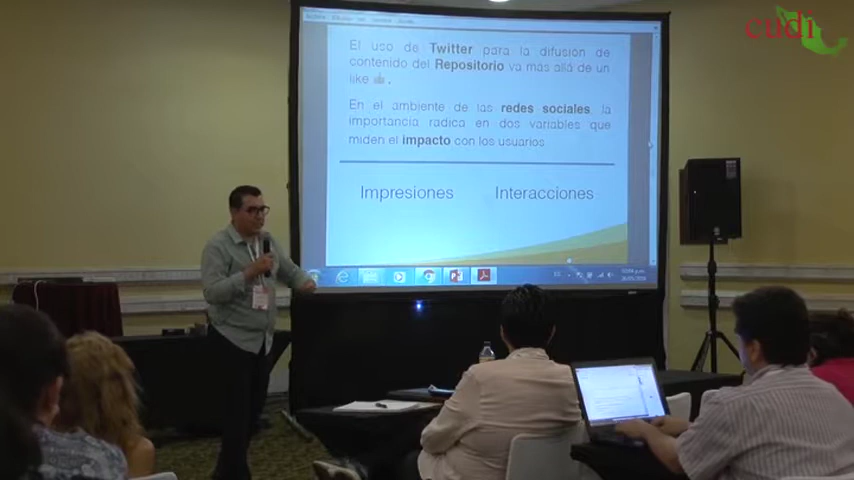 cudi
El uso de Twitter para la difusión de
contenido del Repositorio va más allá de un
like
En el ambiente de las redes sociales, la
importancia radica en dos variables que
miden el impacto con los usuarios
Impresiones Interacciones